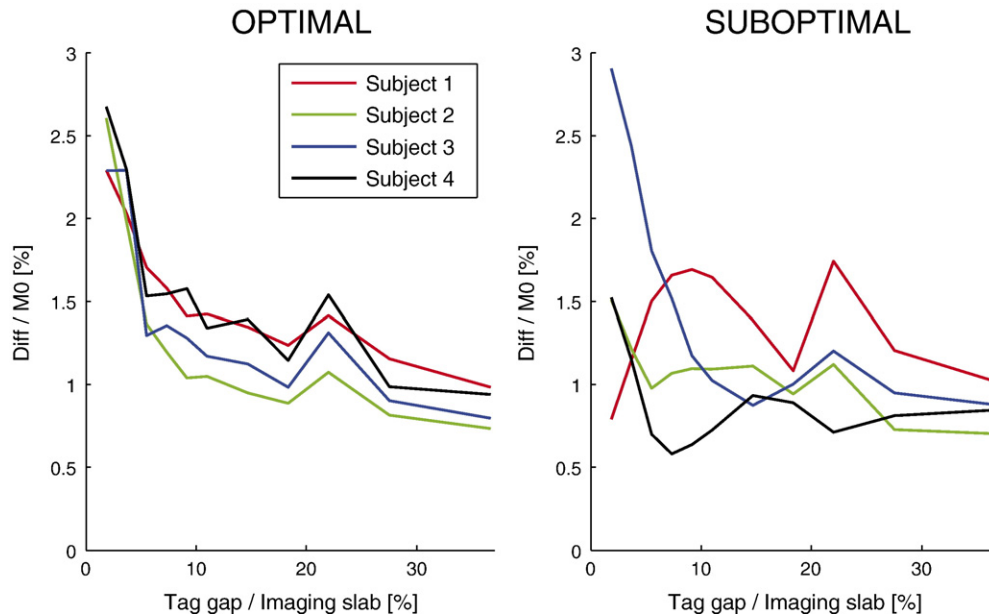 OPTIMAL
SUBOPTIMAL
3
2.5
2
1.5
1
0.5
0
Diff / M0 [%]
Subject 1
Subject 2
Subject 3
Subject 4
0
10
20
30
Tag gap / Imaging slab [%]
3
2.5
2
1.5
1
0.5
0
Diff / M0 [%]
0
10
20
30
Tag gap / Imaging slab [%]